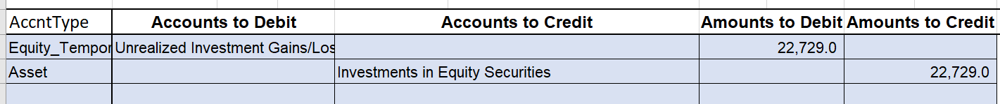 AccntType Accounts to Debit Accounts to Credit Amounts to Debit Amounts to Credit
Equity_Tempor Unrealized Investment Gains/Los 22,729.0
Asset Investments in Equity Securities 22,729.0